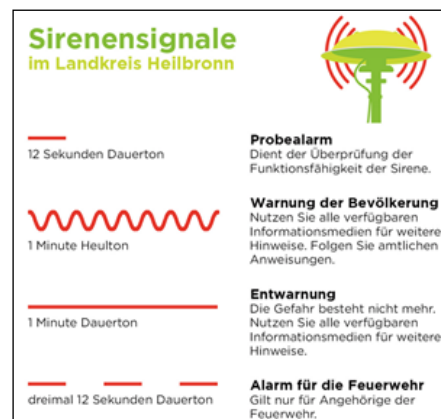 Sirenensignale
im Landkreis Heilbronn
12 Sekunden Dauerton
Probealarm
Dient der Überprüfung der
Funktionsfähigkeit der Sirene.
1 Minute Heulton
Warnung der Bevölkerung
Nutzen Sie alle verfügbaren
Informationsmedien für weitere
Hinweise. Folgen Sie amtlichen
Anweisungen.
1 Minute Dauerton
Entwarnung
Die Gefahr besteht nicht mehr.
Nutzen Sie alle verfügbaren
Informationsmedien für weitere
Hinweise.
dreimal 12 Sekunden Dauerton
Alarm für die Feuerwehr
Gilt nur für Angehörige der
Feuerwehr.